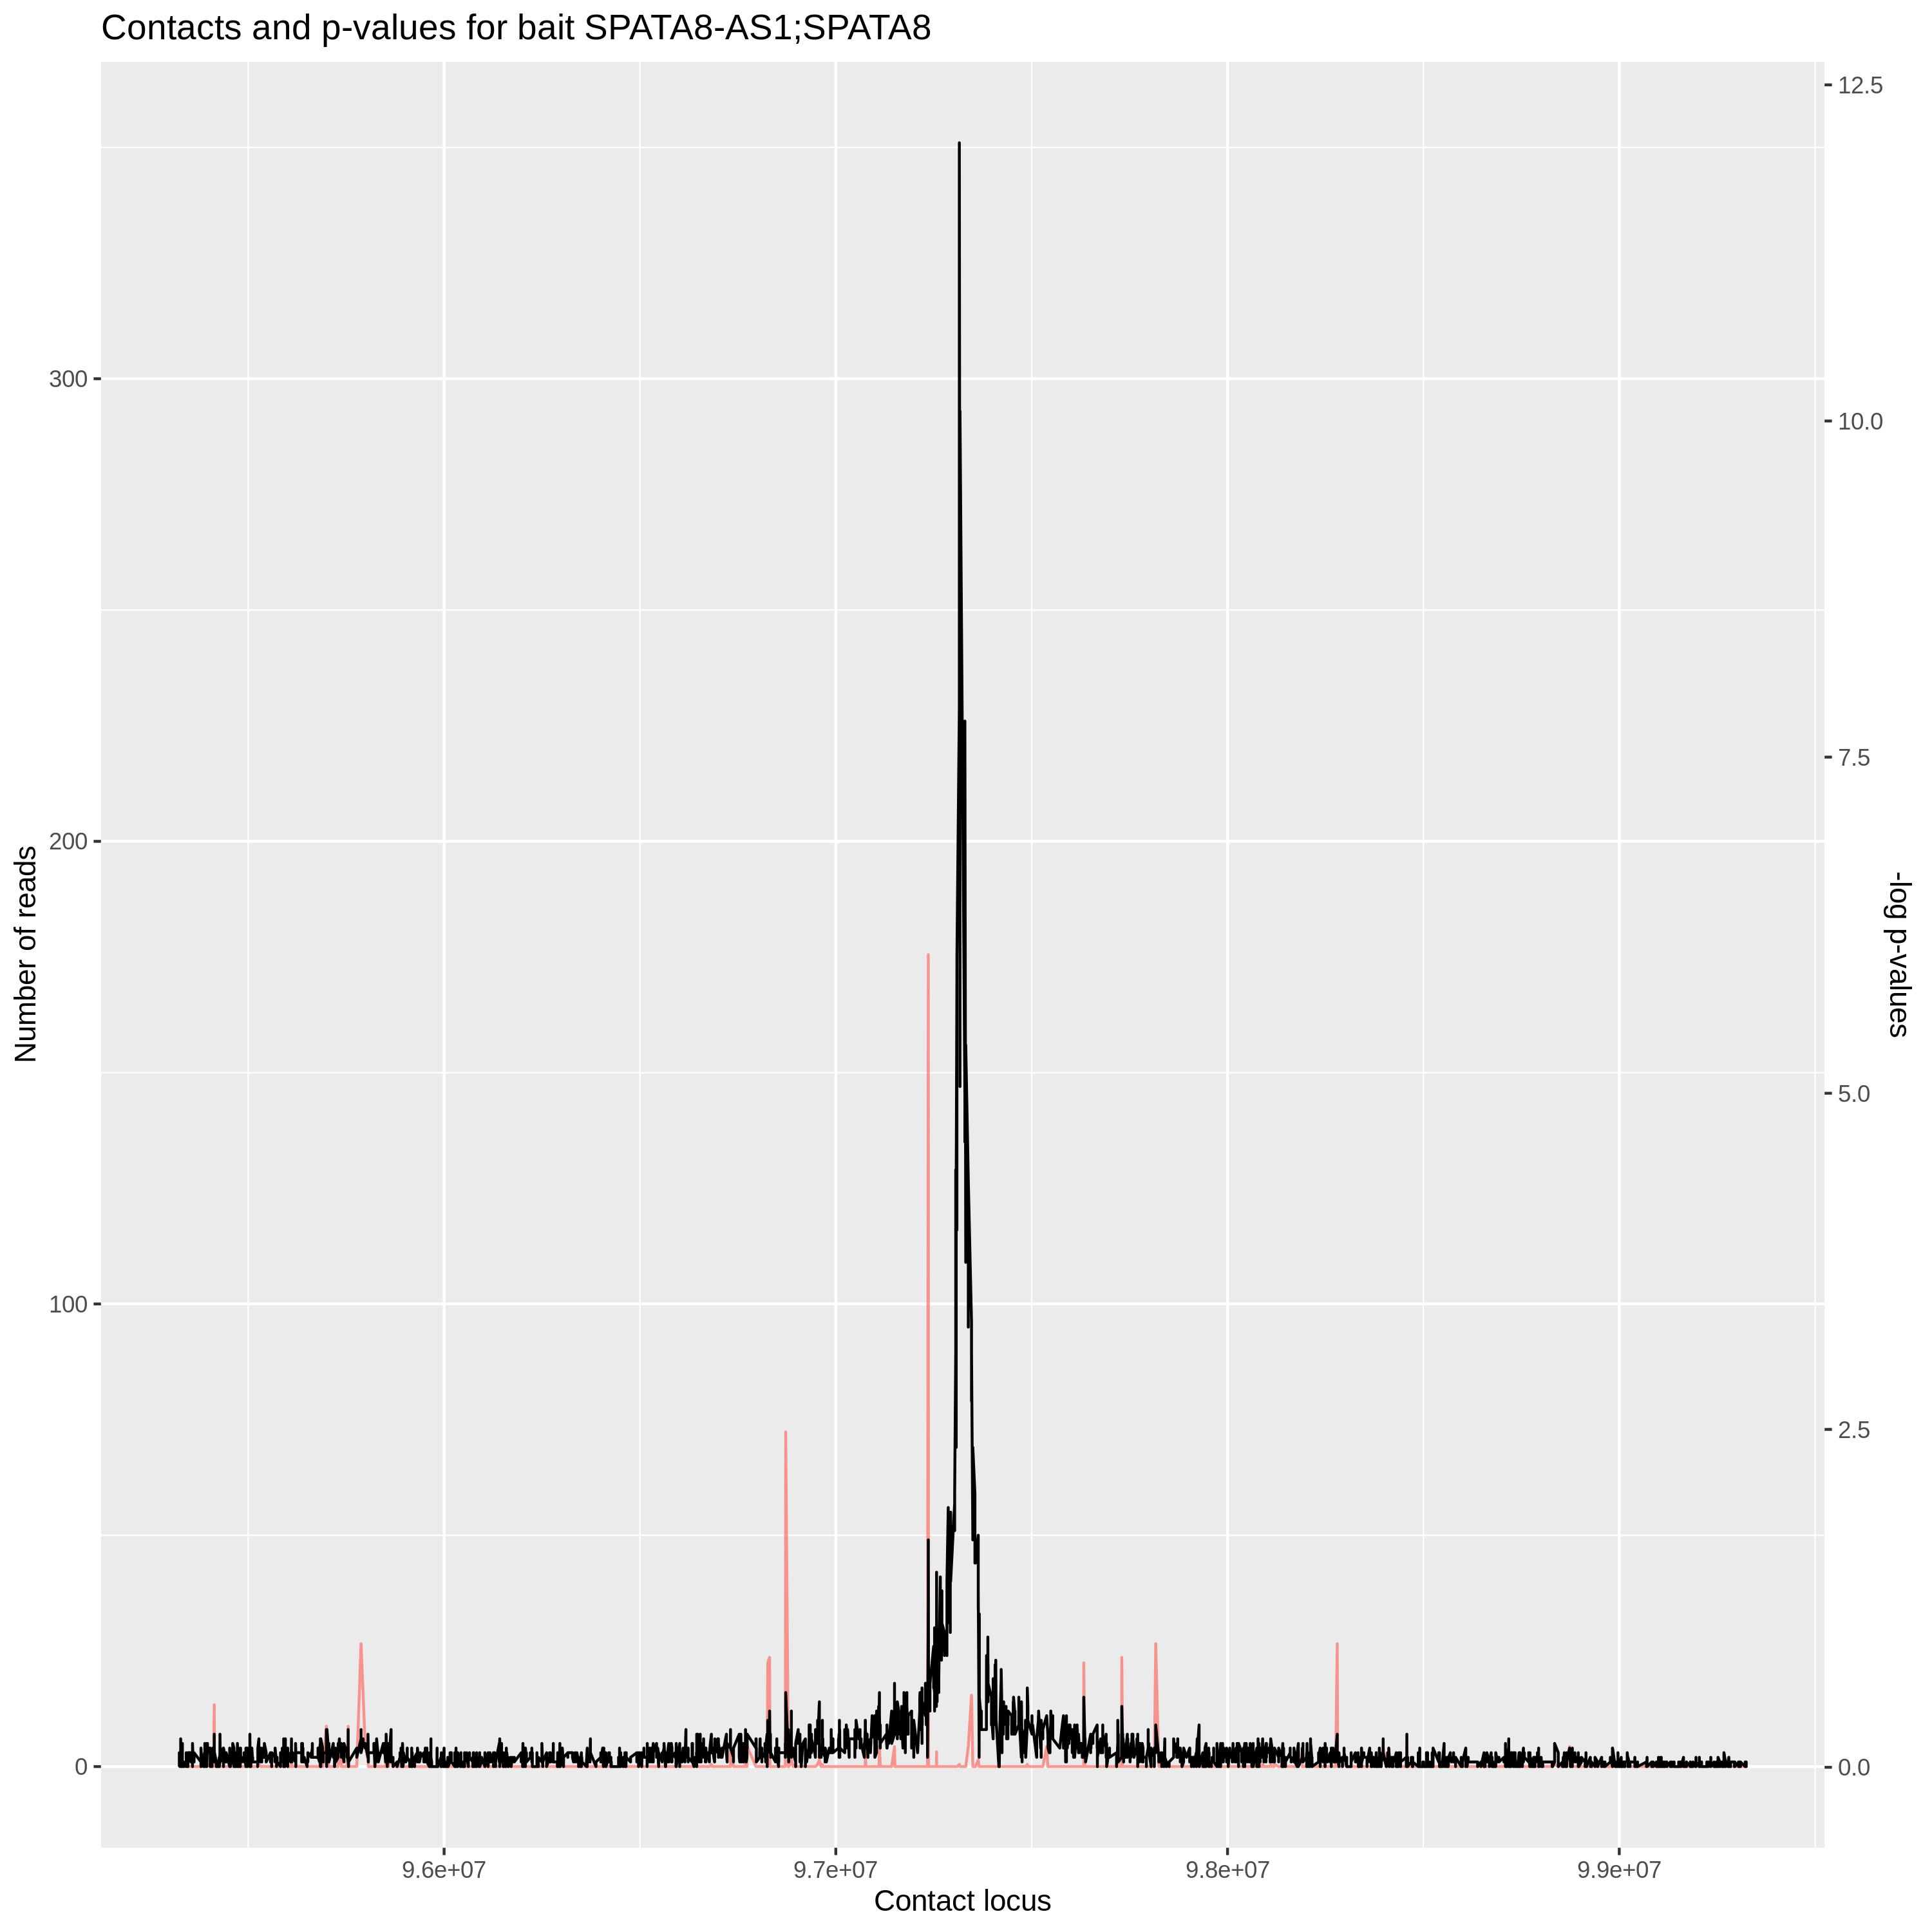 Contacts and p-values for bait SPATA8-AS1;SPATA8
12.5
300
10.0
7.5
200
Number of reads
-log p-values
5.0
100
2.5
0
0.0
9.6e+07 9.7e+07 9.8e+07 9.9e+07
Contact locus